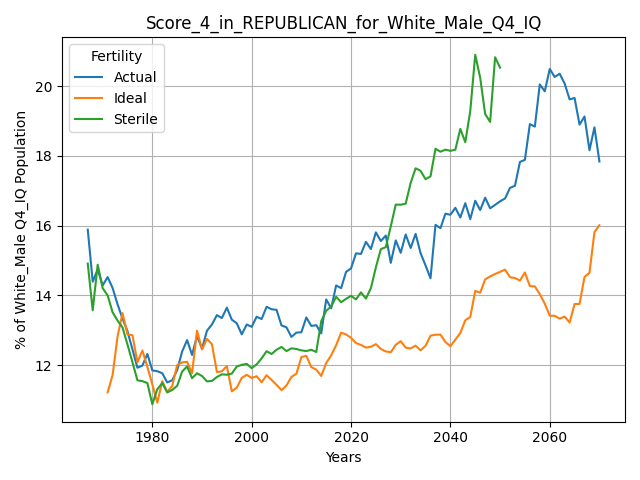 Score_4_in_REPUBLICAN_for_White_Male_Q4_IQ
Fertility
Actual
Ideal
Sterile
% of White_Male Q4_IQ Population
20
18
16
14
12
1980
2000
2020
2040
2060
Years